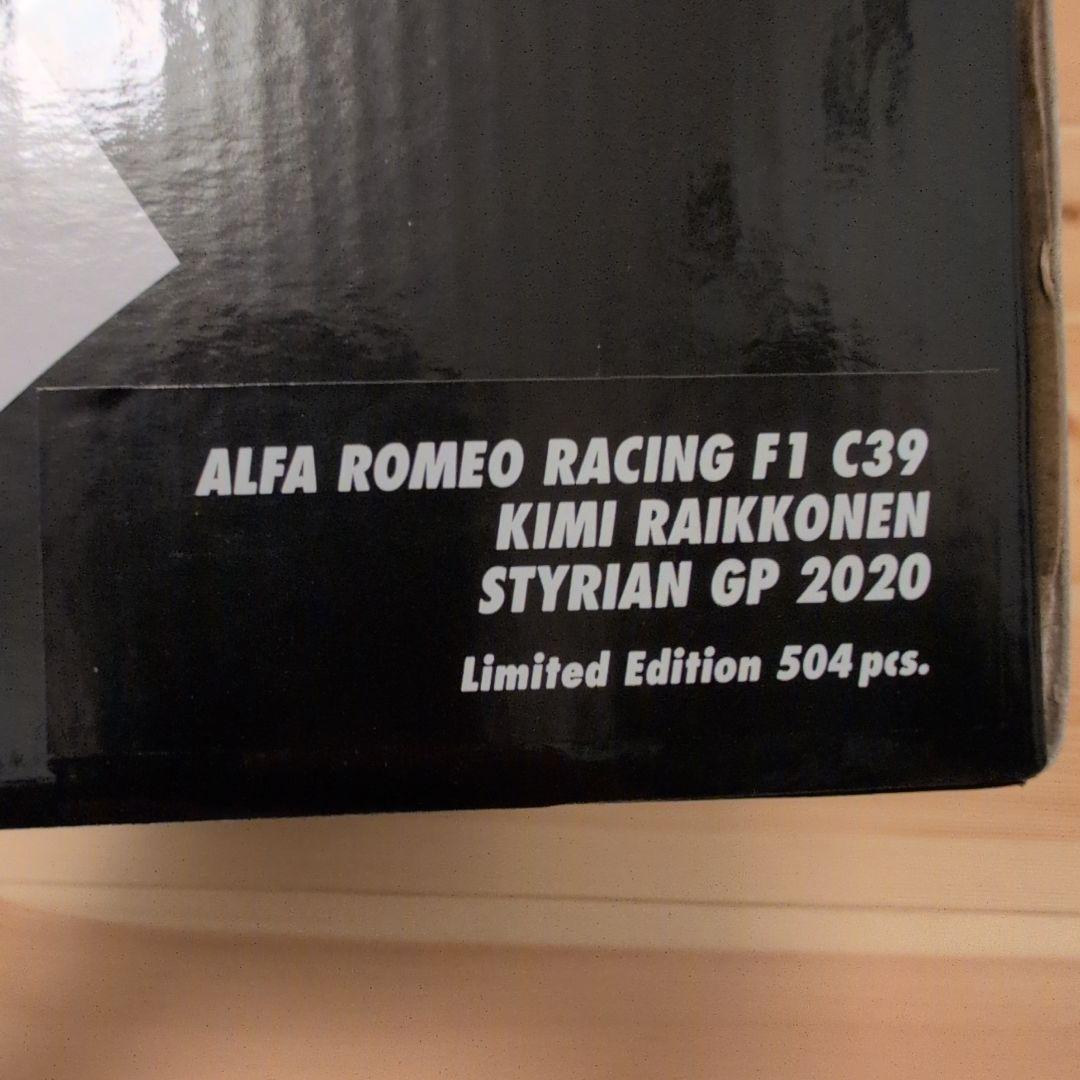 ALFA ROMEO RACING F1 C39
KIMI RAIKKONEN
STYRIAN GP 2020
Limited Edition 504 pcs.